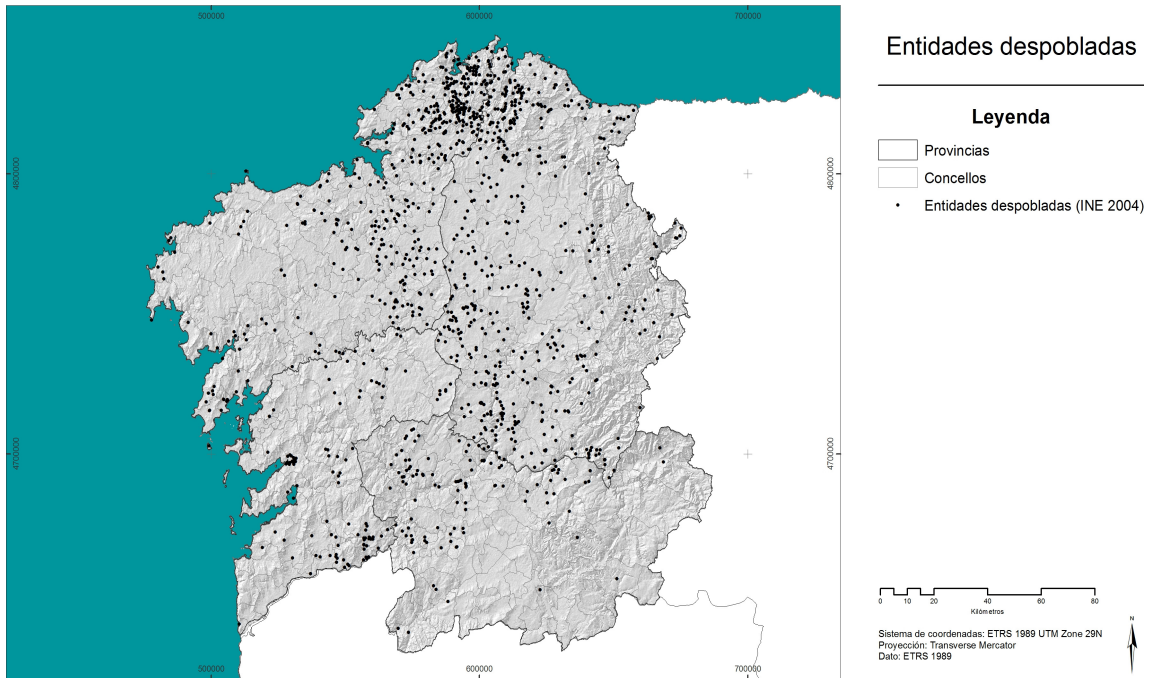 500000
600000
700000
4800000
4800000
4700000
4700000
500000
600000
700000
Entidades despobladas
Leyenda
Provincias
Concellos
Entidades despobladas (INE 2004)
0 10 20 40 60 80
Kilómetros
N
Sistema de coordenadas: ETRS 1989 UTM Zone 29N
Proyección: Transverse Mercator
Dato: ETRS 1989